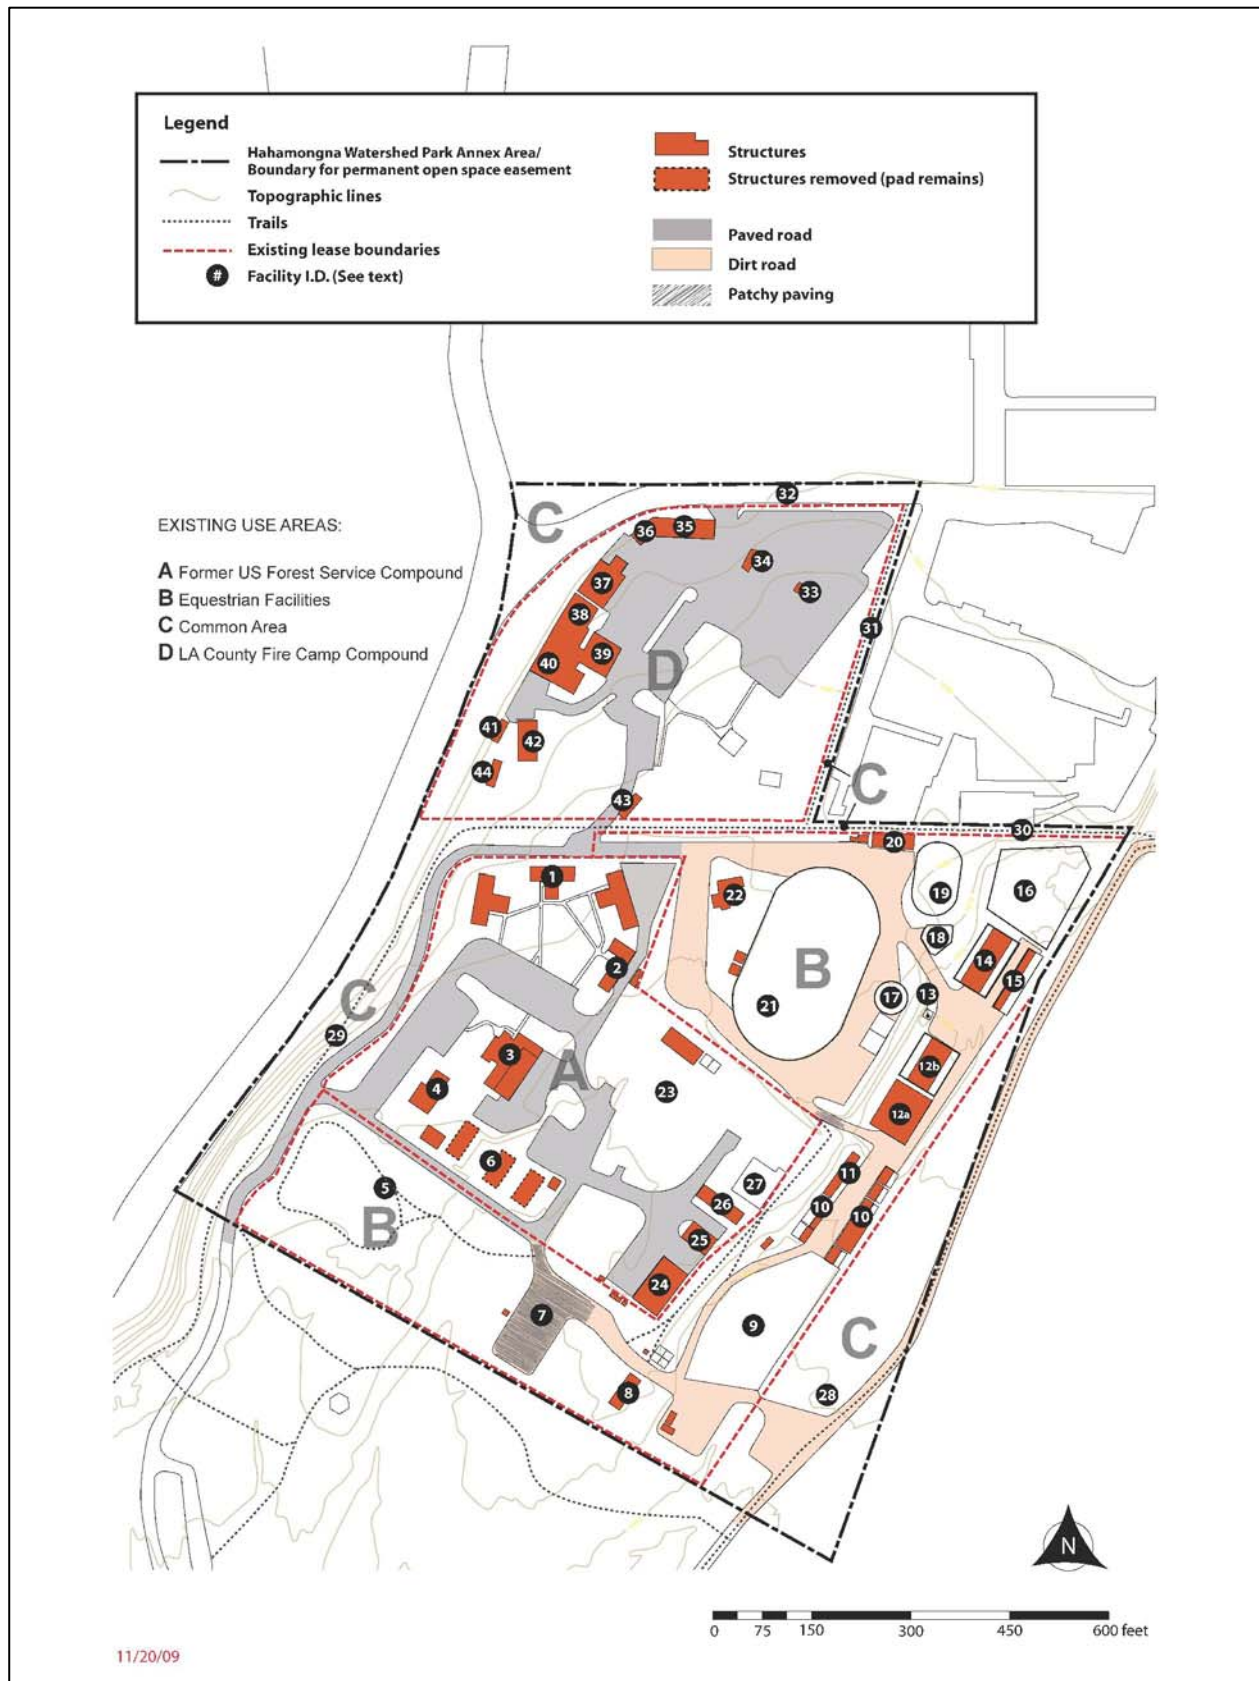 Legend
Hahamongna Watershed Park Annex Area/
Boundary for permanent open space easement
Topographic lines
Trails
Existing lease boundaries
# Facility I.D. (See text)
Structures
Structures removed (pad remains)
Paved road
Dirt road
Patchy paving
EXISTING USE AREAS:
A Former US Forest Service Compound
B Equestrian Facilities
C Common Area
D LA County Fire Camp Compound
32
C
36
35
34
37
33
38
31
39
40
D
41
42
44
C
43
30
20
1
22
19
16
18
2
B
14
15
C
21
17
13
29
3
A
12b
4
23
12a
6
11
27
5
26
10
10
B
25
24
7
9
C
8
28
N
0 75 150 300 450 600 feet
11/20/09